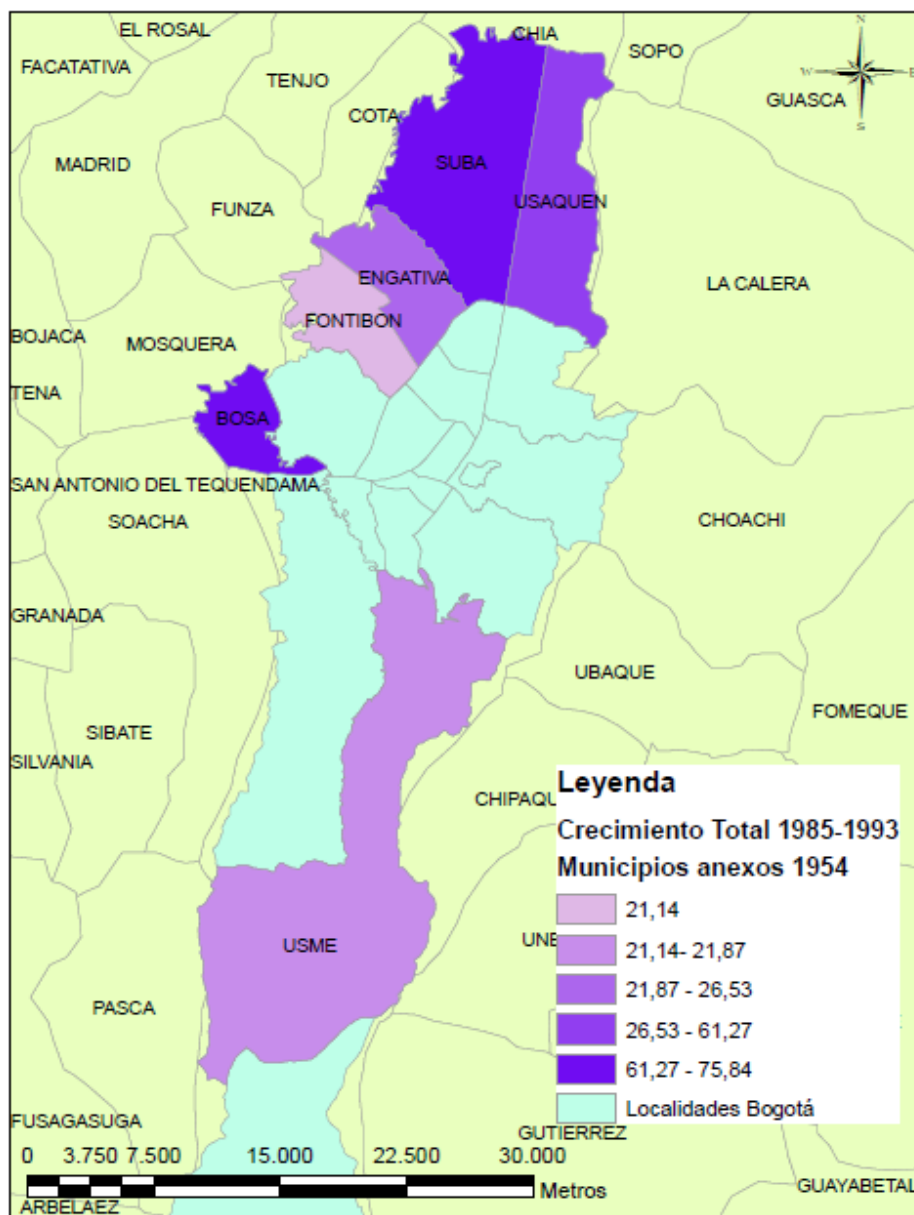 EL ROSAL
CHIA
SOPO
N
FACATATIVA
TENJO
W
E
GUASCA
S
COTA
MADRID
SUBA
FUNZA
USAQUEN
ENGATIVA
LA CALERA
FONTIBON
BOJACA
MOSQUERA
TENA
BOSA
SAN ANTONIO DEL TEQUENDAMA
SOACHA
CHOACHI
GRANADA
UBAQUE
FOMEQUE
SIBATE
SILVANIA
CHIPAQU
Leyenda
Crecimiento Total 1985-1993
Municipios anexos 1954
21,14
21,14- 21,87
21,87 - 26,53
26,53 - 61,27
61,27 - 75,84
Localidades Bogotá
USME
UNE
PASCA
FUSAGASUGA
GUTIERREZ
0 3.750 7.500 15.000 22.500 30.000
Metros
GUAYABETAL
ARBELAEZ